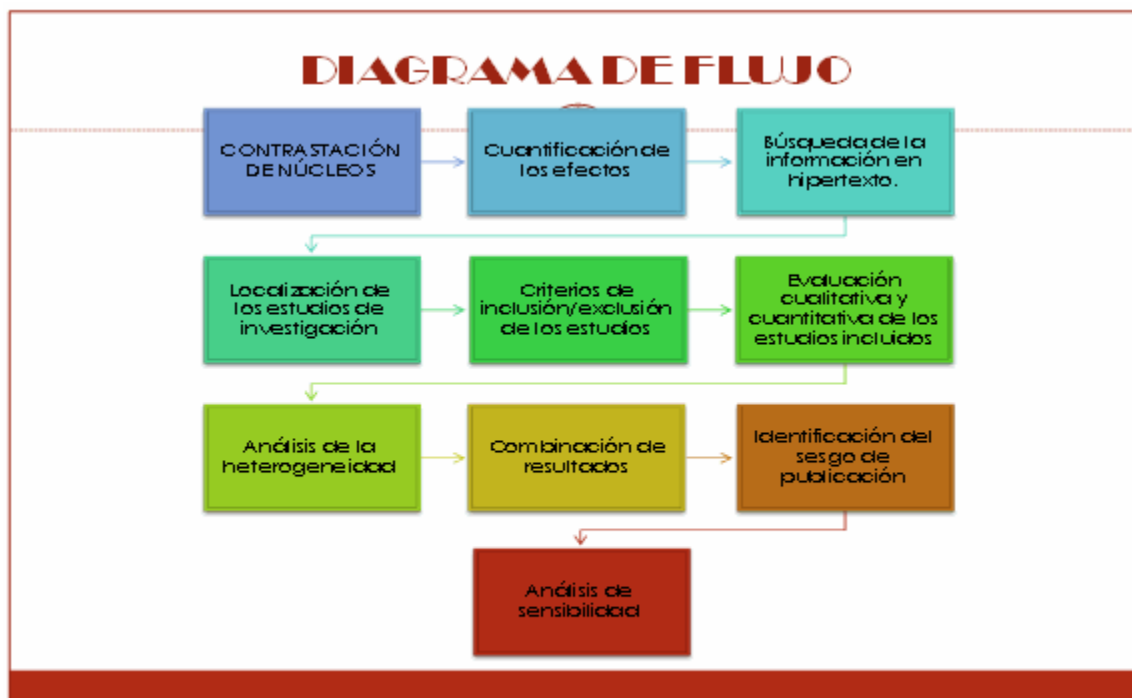 DIAGRAMA DE FLUJO
CONTRASTACIÓN
DE NÚCLEOS
Cuantificación de
los efectos
Búsqueda de la
información en
hipertexto.
Localización de
los estudios de
investigación
Criterios de
inclusión/exclusión
de los estudios
Evaluación
cualitativa y
cuantitativa de los
estudios incluidos
Análisis de la
heterogeneidad
Combinación de
resultados
Identificación del
sesgo de
publicación
Análisis de
sensibilidad